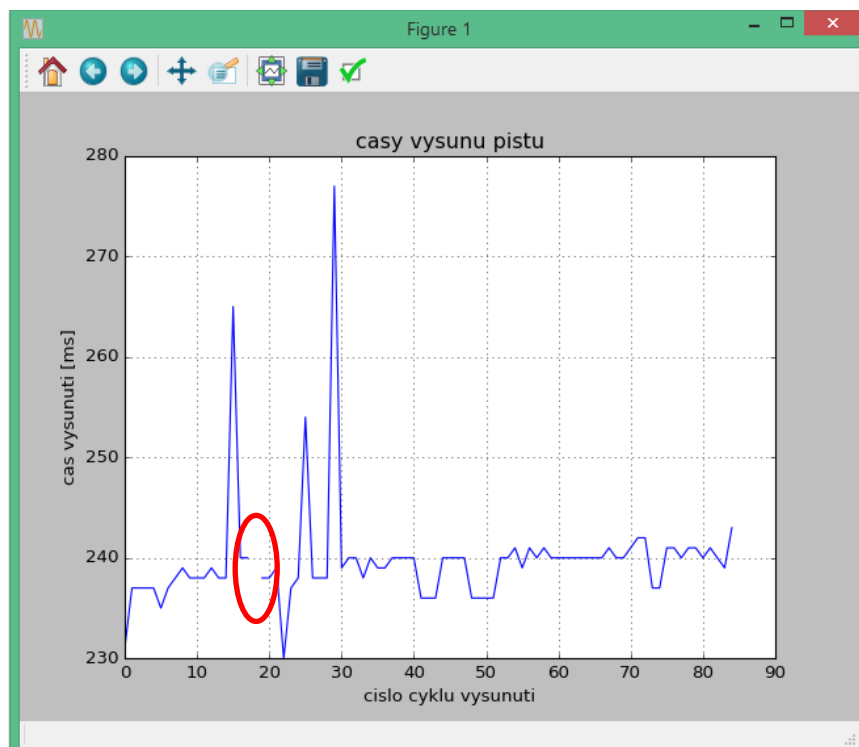 Figure 1
casy vysunu pistu
280
270
260
250
240
230
cas vysunuti [ms]
0 10 20 30 40 50 60 70 80 90
cislo cyklu vysunuti